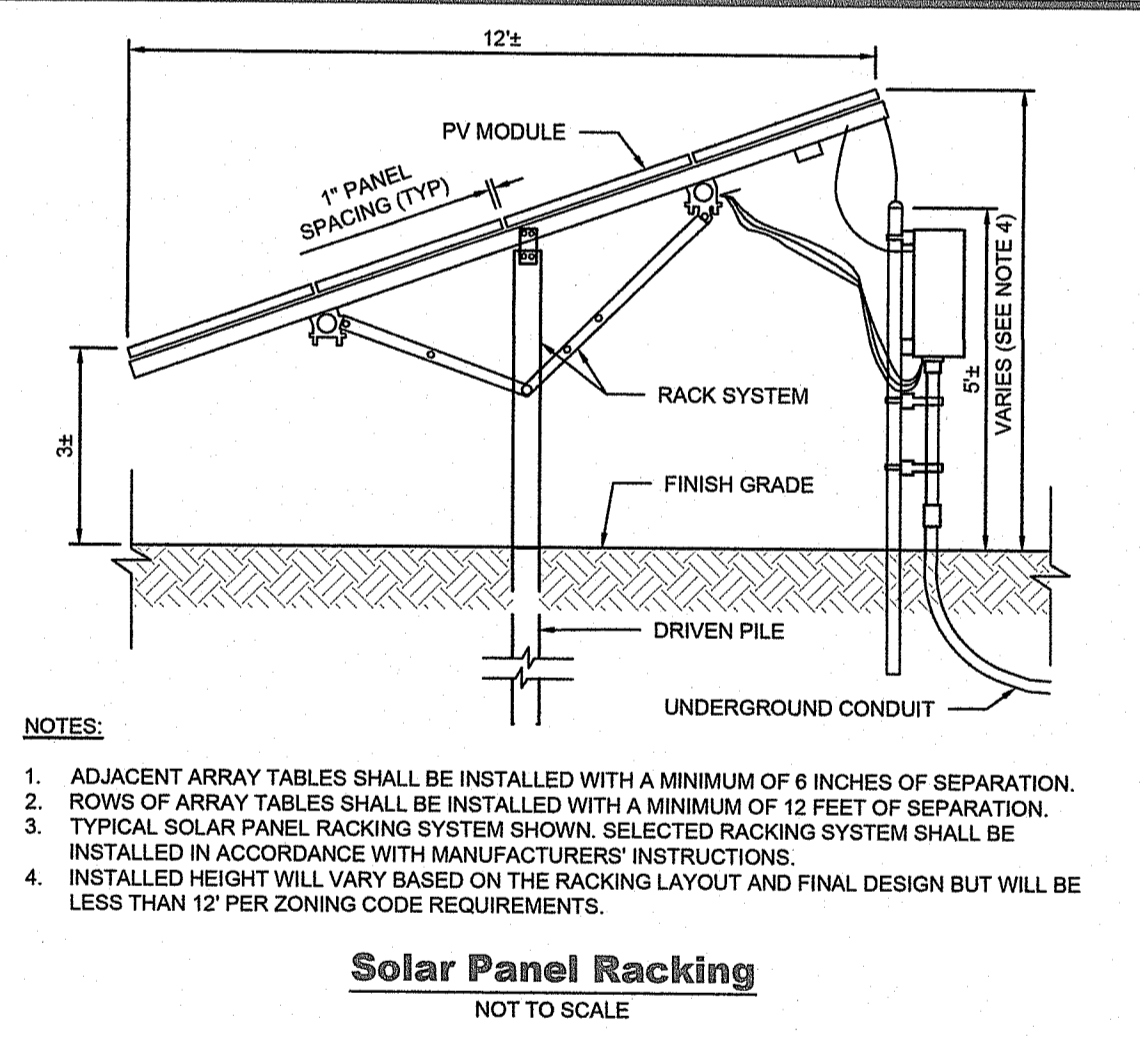 12'±
PV MODULE
1" PANEL
SPACING (TYP)
VARIES (SEE NOTE 4)
5'±
3±
RACK SYSTEM
FINISH GRADE
DRIVEN PILE
UNDERGROUND CONDUIT
NOTES:
1. ADJACENT ARRAY TABLES SHALL BE INSTALLED WITH A MINIMUM OF 6 INCHES OF SEPARATION.
2. ROWS OF ARRAY TABLES SHALL BE INSTALLED WITH A MINIMUM OF 12 FEET OF SEPARATION.
3. TYPICAL SOLAR PANEL RACKING SYSTEM SHOWN. SELECTED RACKING SYSTEM SHALL BE
INSTALLED IN ACCORDANCE WITH MANUFACTURERS' INSTRUCTIONS.
4. INSTALLED HEIGHT WILL VARY BASED ON THE RACKING LAYOUT AND FINAL DESIGN BUT WILL BE
LESS THAN 12' PER ZONING CODE REQUIREMENTS.
Solar Panel Racking
NOT TO SCALE